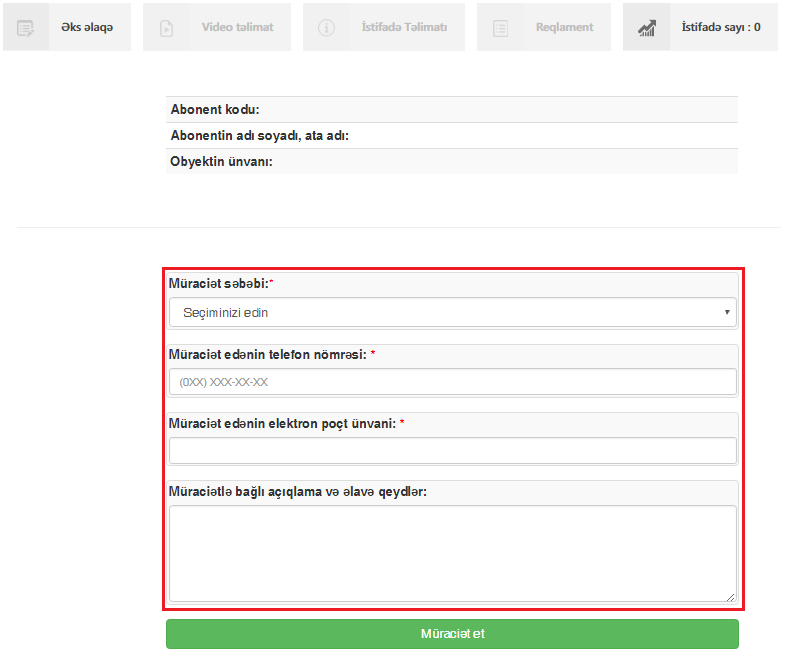 Əks əlaqə
Video təlimat
İstifadə Təlimatı
Reqlament
İstifadə sayı : 0
Abonent kodu:
Abonentin adı soyadı, ata adı:
Obyektin ünvanı:
Müraciət səbəbi:*
Seçiminizi edin
Müraciət edənin telefon nömrəsi: *
(0XX) XXX-XX-XX
Müraciət edənin elektron poçt ünvani: *
Müraciətlə bağlı açıqlama və əlavə qeydlər:
Müraciət et